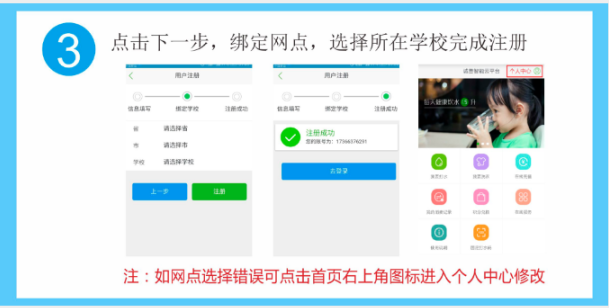 3
点击下一步，绑定网点，选择所在学校完成注册
用户注册
信息填写 绑定学校 注册成功
省 请选择省
市 请选择市
学校 请选择学校
上一步 注册
用户注册
信息填写 绑定学校 注册成功
注册成功
您的账号为：17366376291
去登录
个人中心
注：如网点选择错误可点击首页右上角图标进入个人中心修改